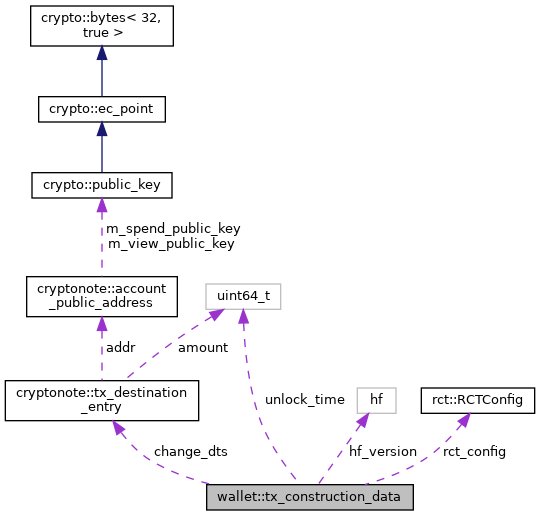 crypto::bytes< 32,
true >
crypto::ec_point
crypto::public_key
m_spend_public_key
m_view_public_key
cryptonote::account
_public_address
uint64_t
addr
amount
cryptonote::tx_destination
_entry
unlock_time
hf
rct::RCTConfig
change_dts
hf_version
rct_config
wallet::tx_construction_data